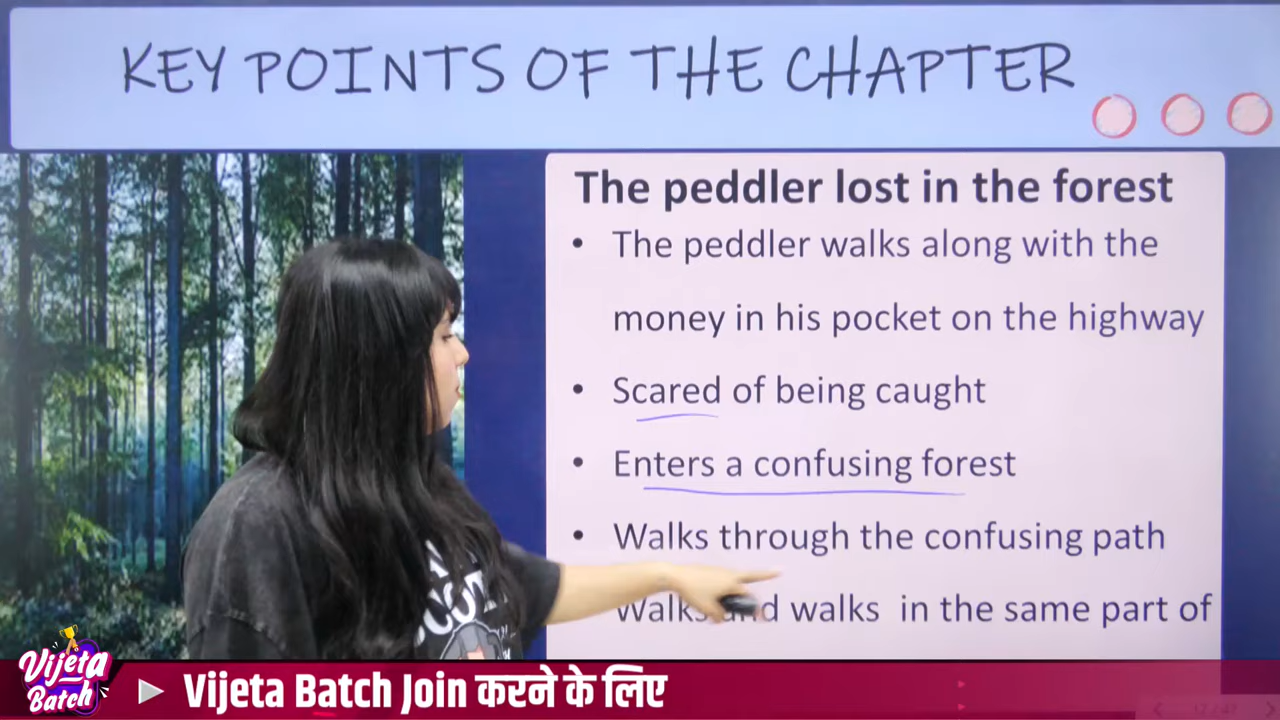 KEY POINTS OF THE CHAPTER
The peddler lost in the forest
• The peddler walks along with the
money in his pocket on the highway
• Scared of being caught
• Enters a confusing forest
• Walks through the confusing path
Walks and walks in the same part of
Vijeta
Batch
Vijeta Batch Join करने के लिए